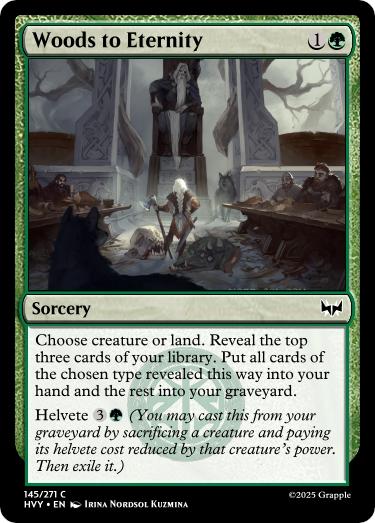 Woods to Eternity 1
Sorcery
Choose creature or land. Reveal the top
three cards of your library. Put all cards of
the chosen type revealed this way into your
hand and the rest into your graveyard.
Helvete 3 (You may cast this from your
graveyard by sacrificing a creature and paying
its helvete cost reduced by that creature's power.
Then exile it.)
145/271 C
HVY • EN Irina Nordsol Kuzmina
©2025 Grapple